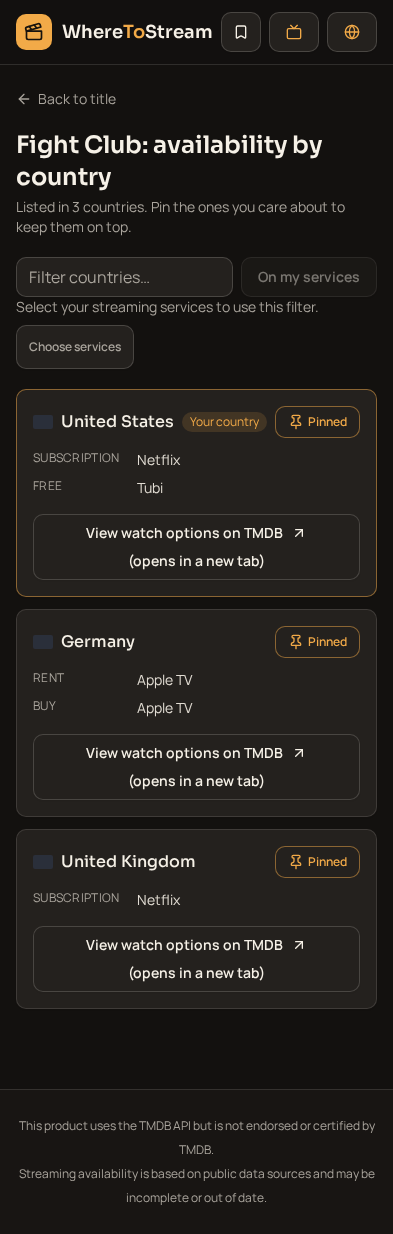 WhereToStream
Back to title
Fight Club: availability by
country
Listed in 3 countries. Pin the ones you care about to
keep them on top.
Filter countries...
On my services
Select your streaming services to use this filter.
Choose services
United States
Your country
Pinned
SUBSCRIPTION
Netflix
FREE
Tubi
View watch options on TMDB
(opens in a new tab)
Germany
Pinned
RENT
Apple TV
BUY
Apple TV
View watch options on TMDB
(opens in a new tab)
United Kingdom
Pinned
SUBSCRIPTION
Netflix
View watch options on TMDB
(opens in a new tab)
This product uses the TMDB API but is not endorsed or certified by
TMDB.
Streaming availability is based on public data sources and may be
incomplete or out of date.